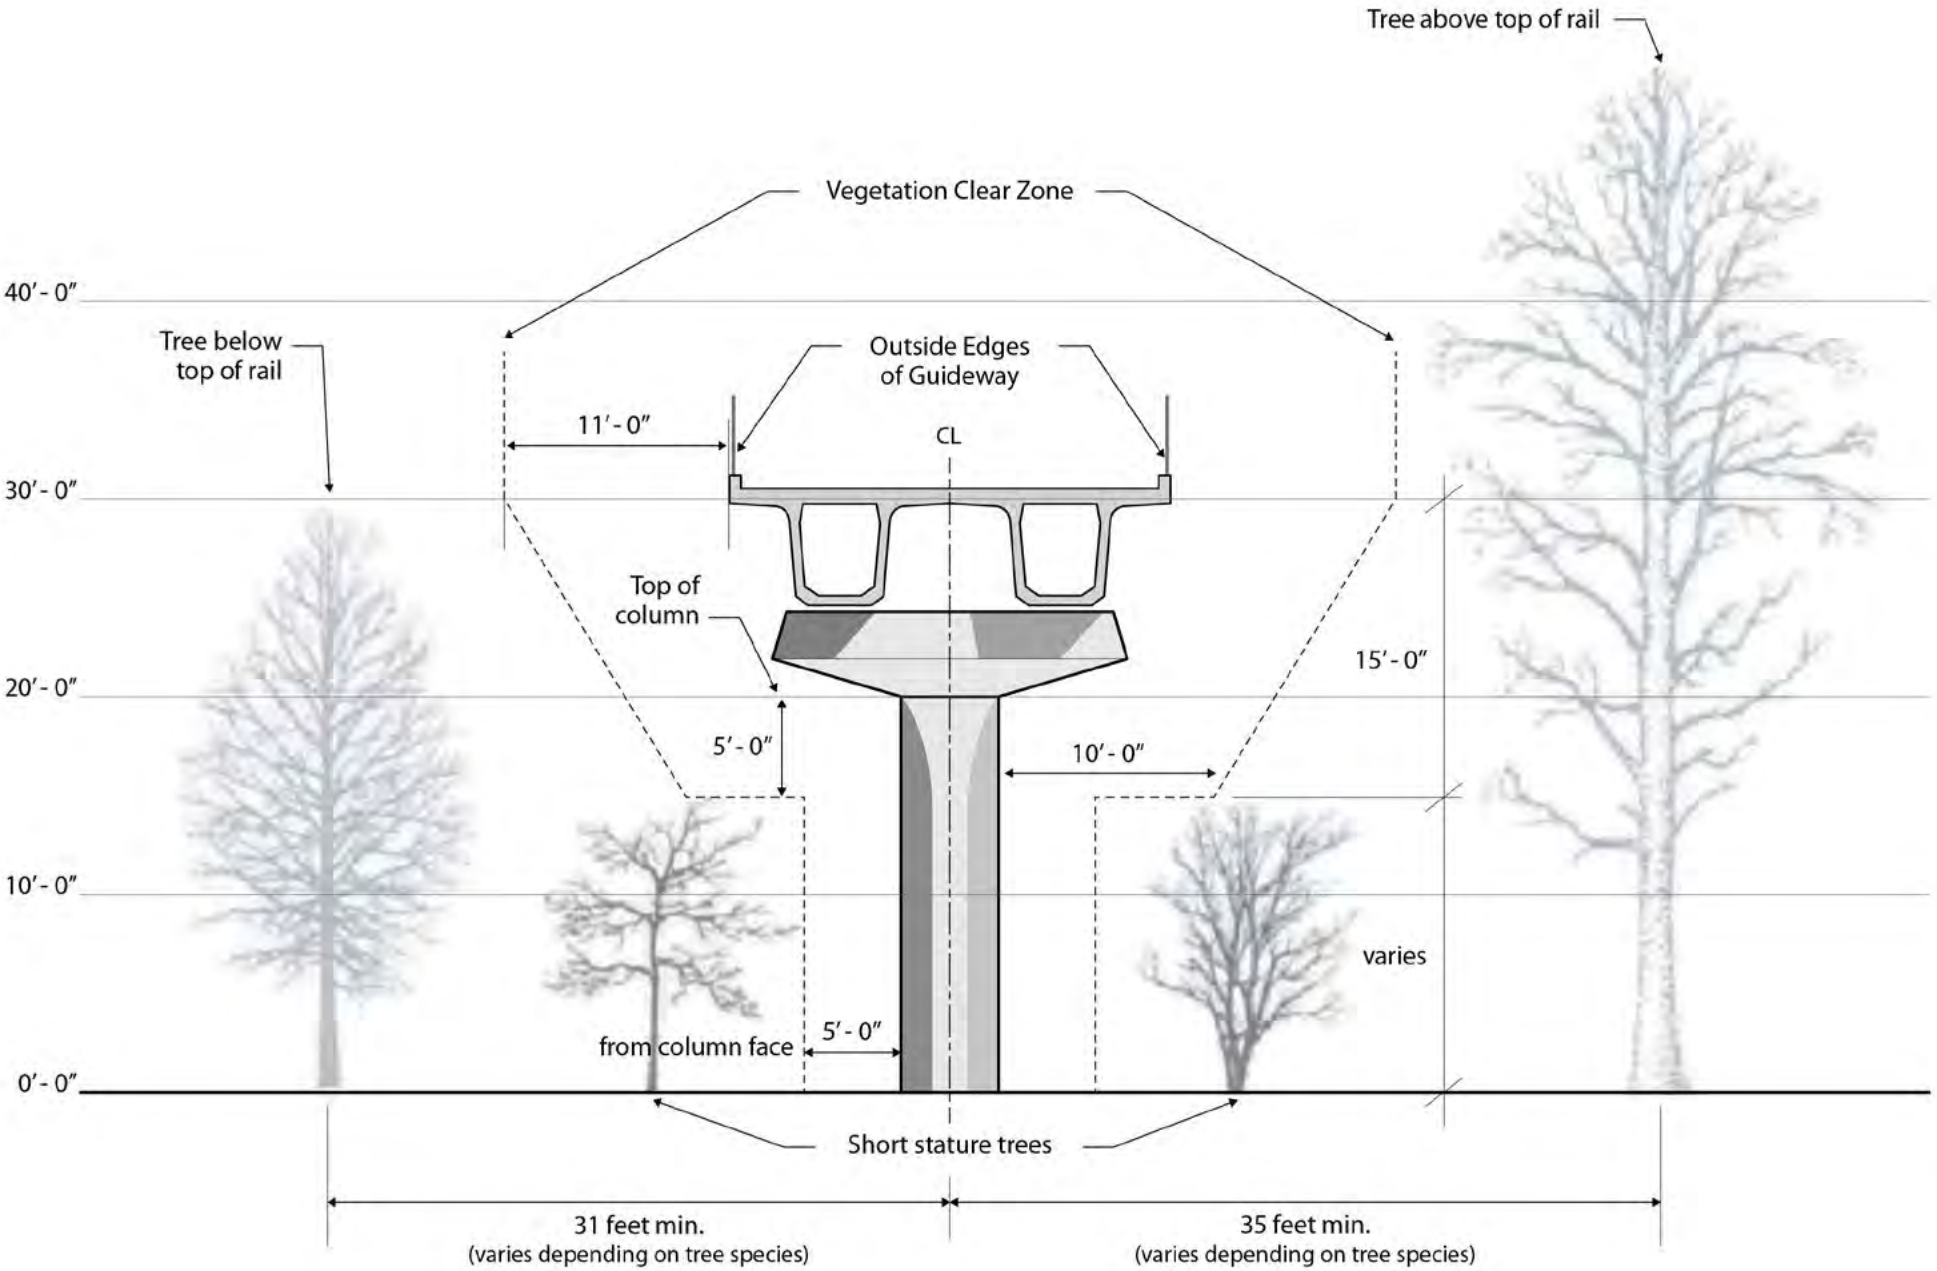 Tree above top of rail
Vegetation Clear Zone
40'- 0"
Tree below
top of rail
Outside Edges
of Guideway
11'- 0"
CL
30'- 0"
Top of
column
15'- 0"
20'- 0"
5'- 0"
10'- 0"
10'- 0"
varies
5'- 0"
from column face
0'- 0"
Short stature trees
31 feet min.
(varies depending on tree species)
35 feet min.
(varies depending on tree species)